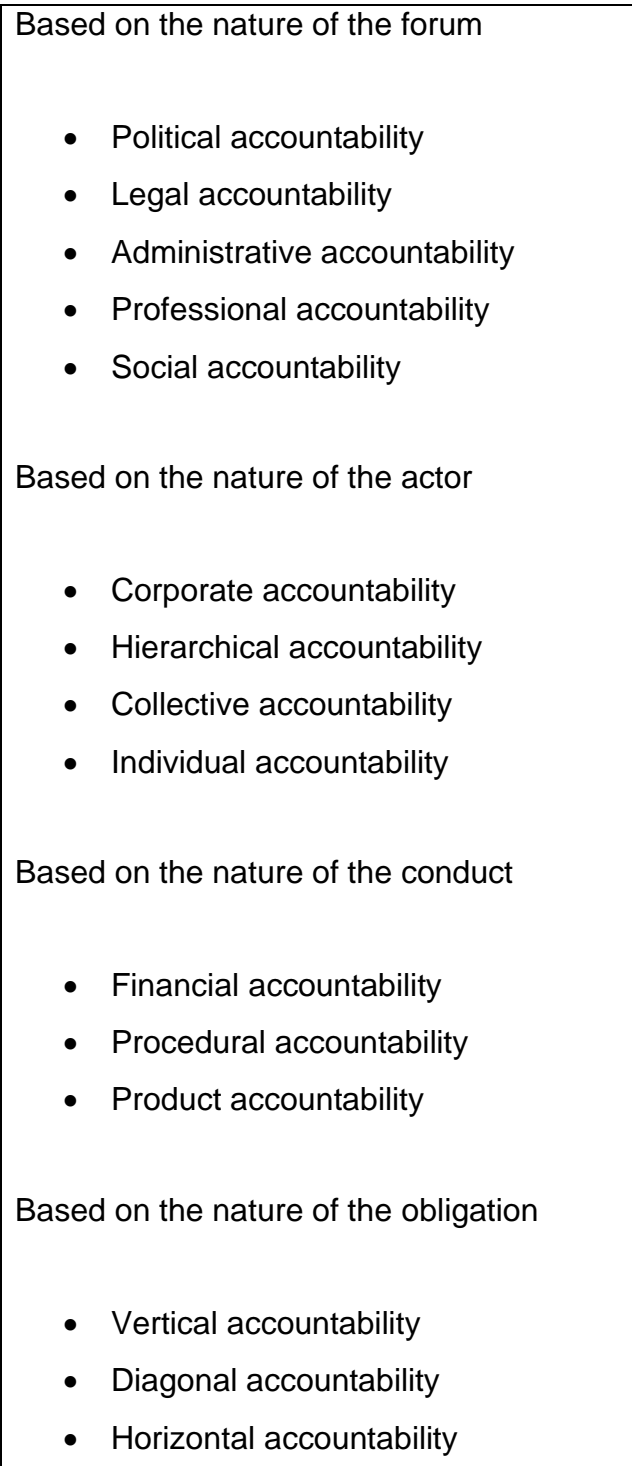 Based on the nature of the forum
• Political accountability
• Legal accountability
• Administrative accountability
• Professional accountability
• Social accountability
Based on the nature of the actor
• Corporate accountability
• Hierarchical accountability
• Collective accountability
• Individual accountability
Based on the nature of the conduct
• Financial accountability
• Procedural accountability
• Product accountability
Based on the nature of the obligation
• Vertical accountability
• Diagonal accountability
• Horizontal accountability